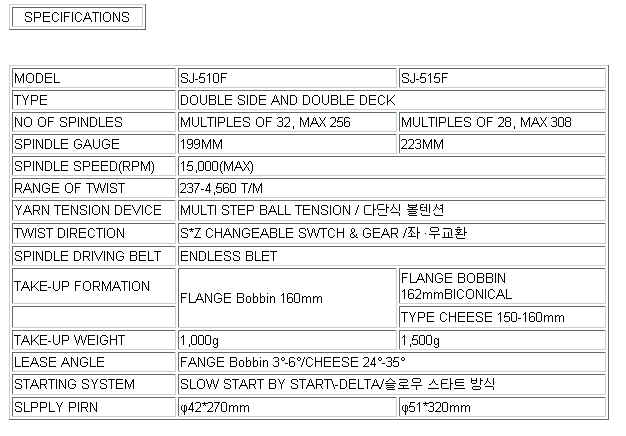 SPECIFICATIONS
MODEL SJ-510F SJ-515F
TYPE DOUBLE SIDE AND DOUBLE DECK
NO OF SPINDLES MULTIPLES OF 32, MAX 256 MULTIPLES OF 28, MAX 308
SPINDLE GAUGE 199MM 223MM
SPINDLE SPEED(RPM) 15,000(MAX)
RANGE OF TWIST 237-4,560 T/M
YARN TENSION DEVICE MULTI STEP BALL TENSION / 다단식 볼텐션
TWIST DIRECTION S*Z CHANGEABLE SWTCH & GEAR /좌 ·우교환
SPINDLE DRIVING BELT ENDLESS BLET
TAKE-UP FORMATION FLANGE Bobbin 160mm FLANGE BOBBIN
162mmBICONICAL
TYPE CHEESE 150-160mm
TAKE-UP WEIGHT 1,000g 1,500g
LEASE ANGLE FANGE Bobbin 3°-6°/CHEESE 24°-35°
STARTING SYSTEM SLOW START BY START\-DELTA/슬로우 스타트 방식
SLPPLY PIRN φ42*270mm φ51*320mm